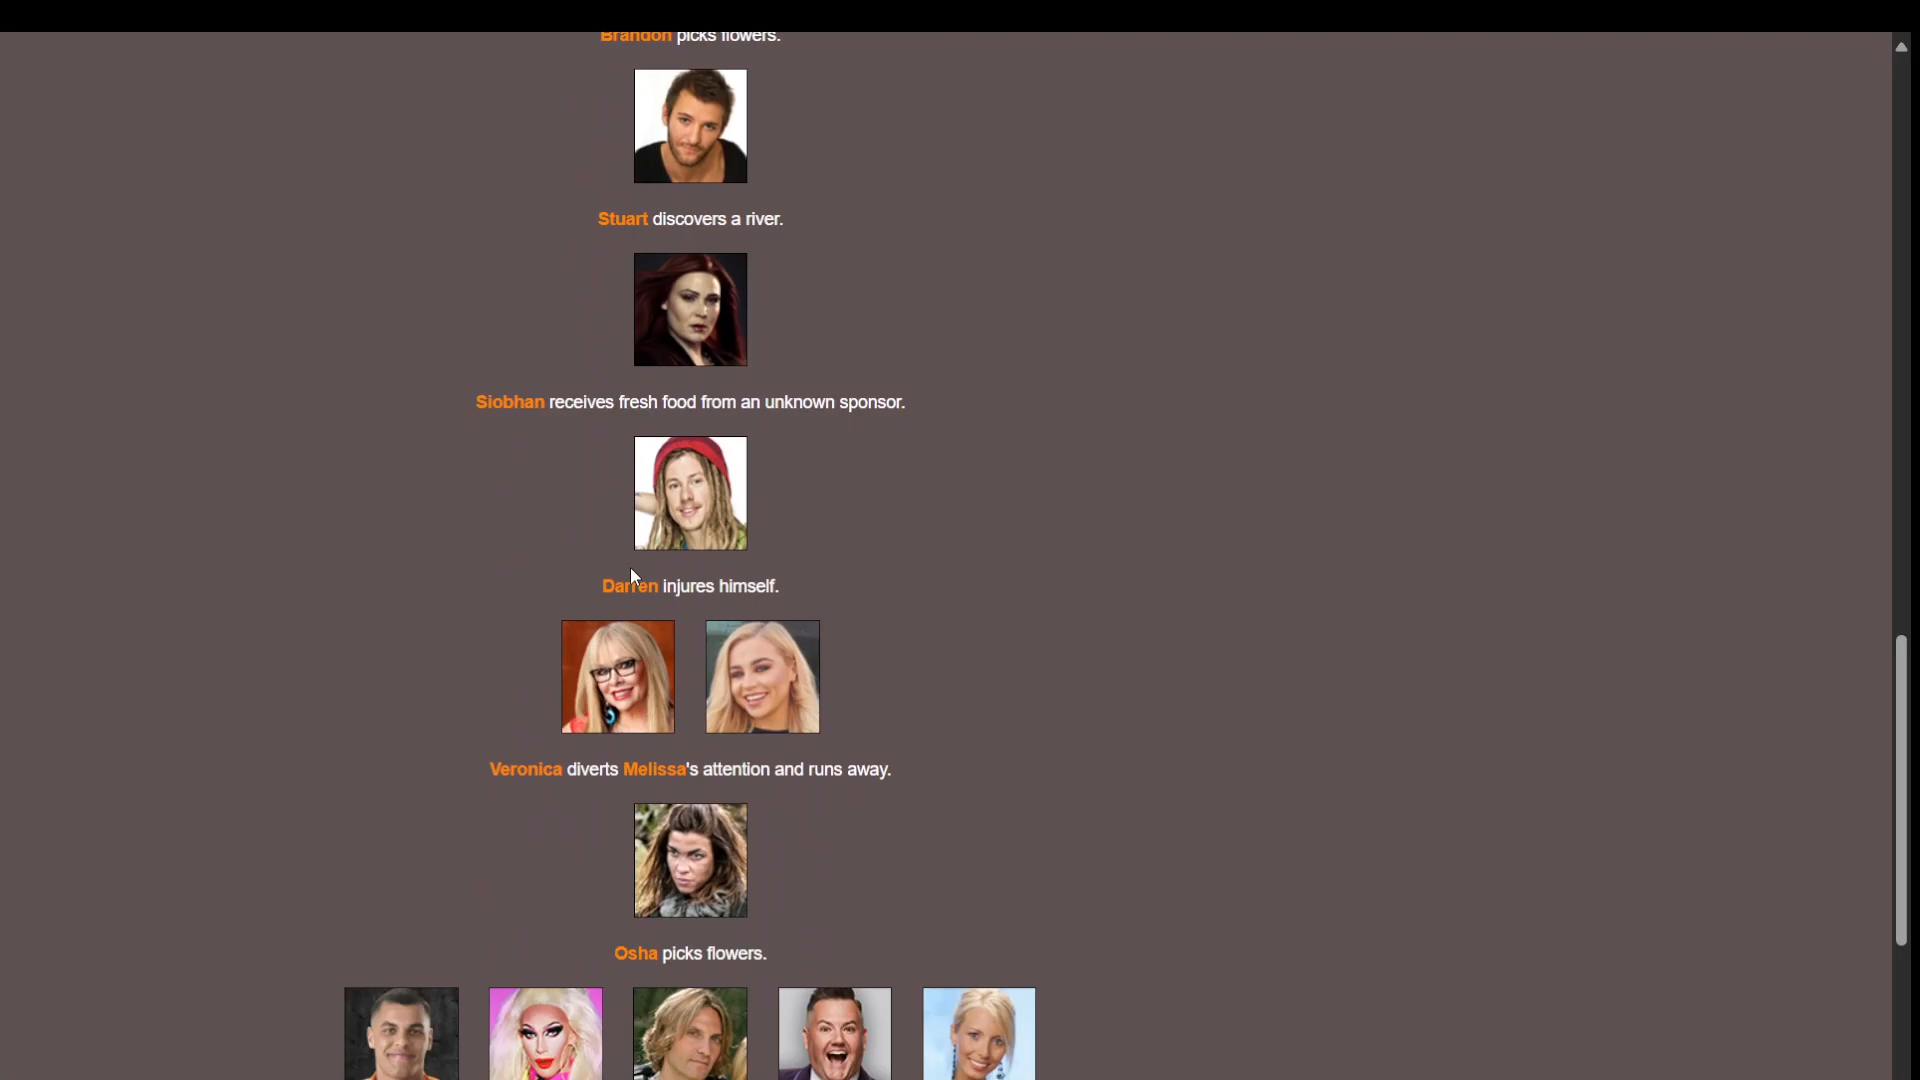 Brandon picks flowers.
Stuart discovers a river.
Siobhan receives fresh food from an unknown sponsor.
Darren injures himself.
Veronica diverts Melissa's attention and runs away.
Osha picks flowers.